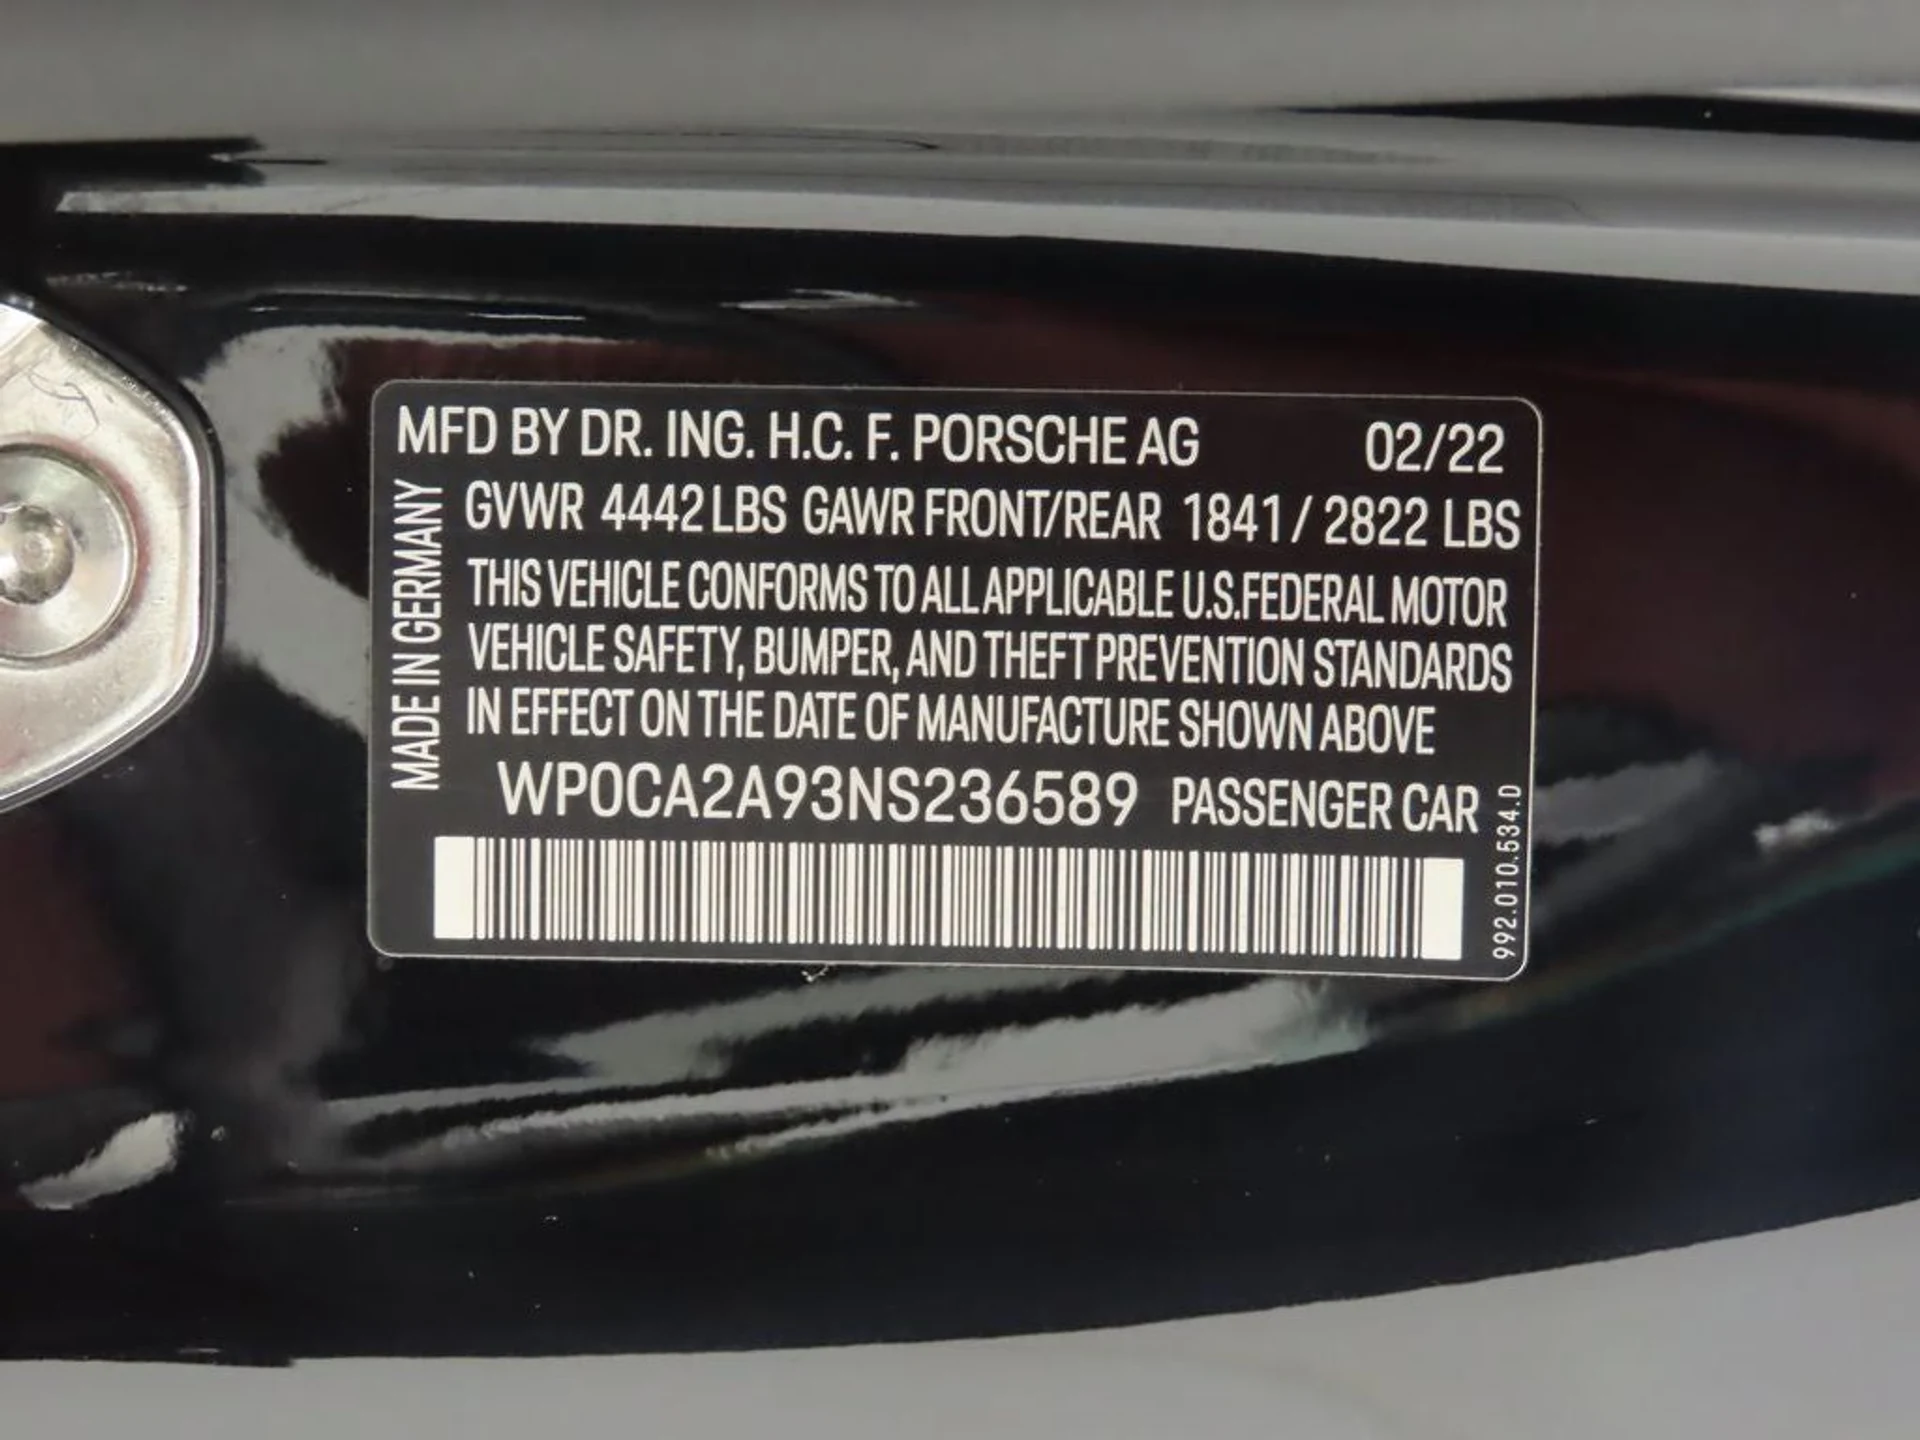 MFD BY DR. ING. H.C. F. PORSCHE AG 02/22
GVWR 4442 LBS GAWR FRONT/REAR 1841 / 2822 LBS
THIS VEHICLE CONFORMS TO ALL APPLICABLE U.S.FEDERAL MOTOR
VEHICLE SAFETY, BUMPER, AND THEFT PREVENTION STANDARDS
IN EFFECT ON THE DATE OF MANUFACTURE SHOWN ABOVE
WP0CA2A93NS236589 PASSENGER CAR
MADE IN GERMANY
992.010.534.D